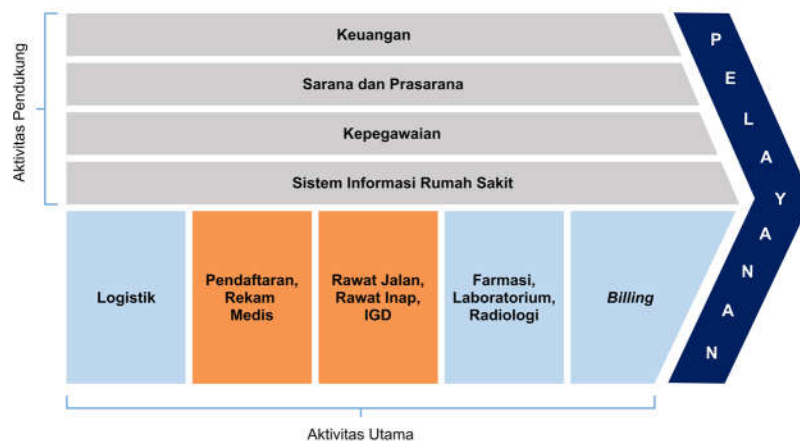 Aktivitas Pendukung
Keuangan
Sarana dan Prasarana
Kepegawaian
Sistem Informasi Rumah Sakit
Logistik
Pendaftaran,
Rekam
Medis
Rawat Jalan,
Rawat Inap,
IGD
Farmasi,
Laboratorium,
Radiologi
Billing
PELAYANAN
Aktivitas Utama